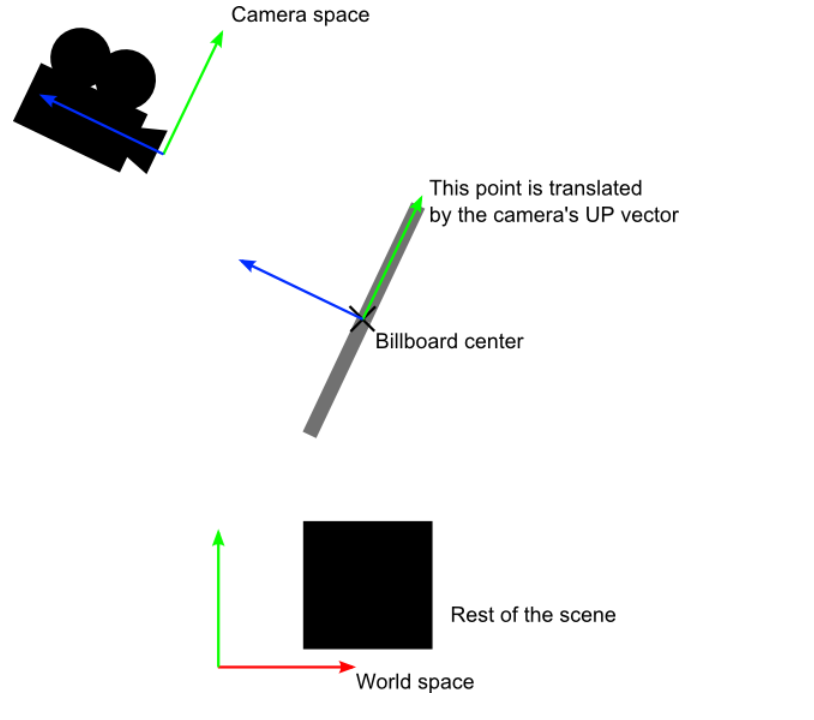 Camera space
This point is translated
by the camera's UP vector
Billboard center
Rest of the scene
World space